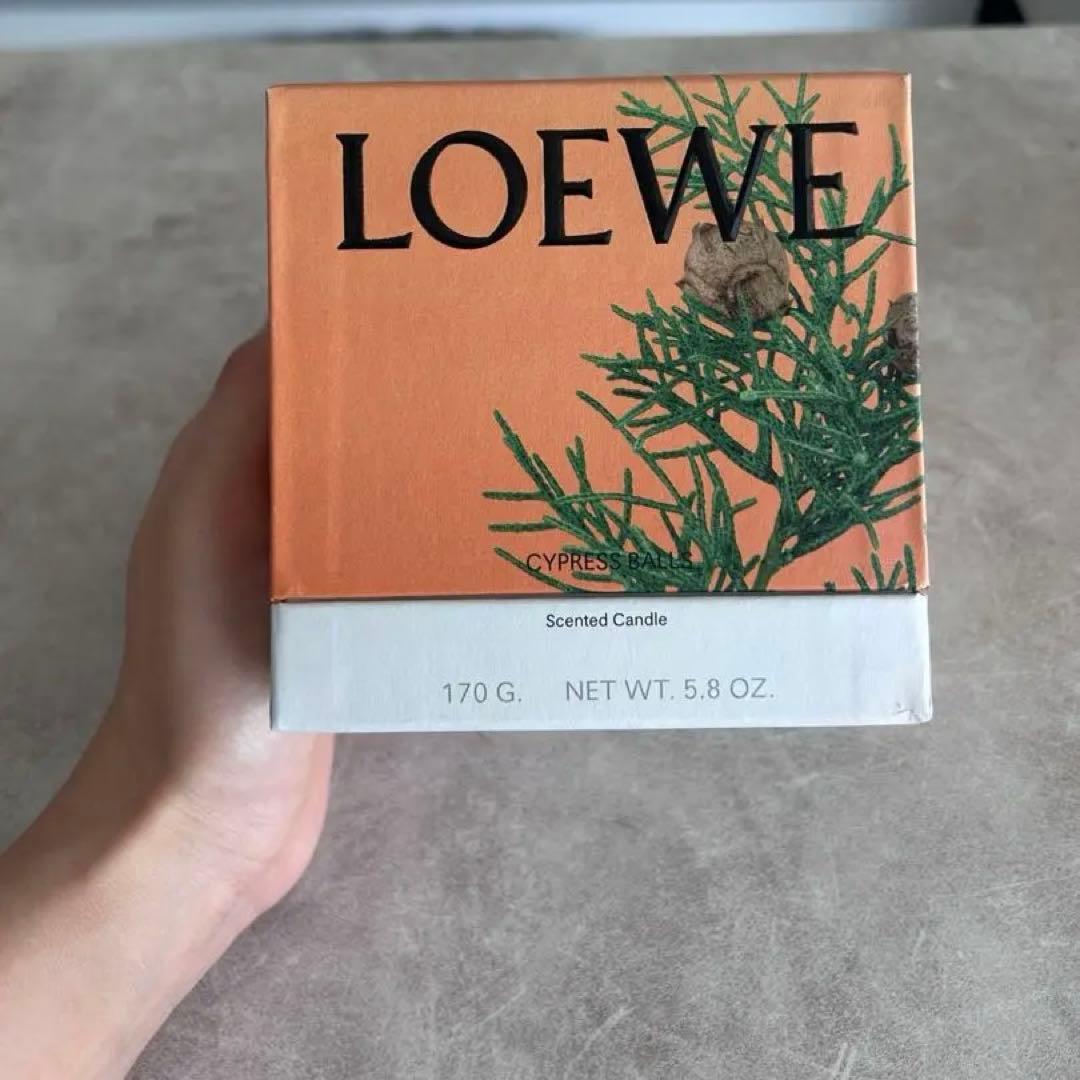 LOEWE
CYPRESS BALLS
Scented Candle
170 G. NET WT. 5.8 OZ.